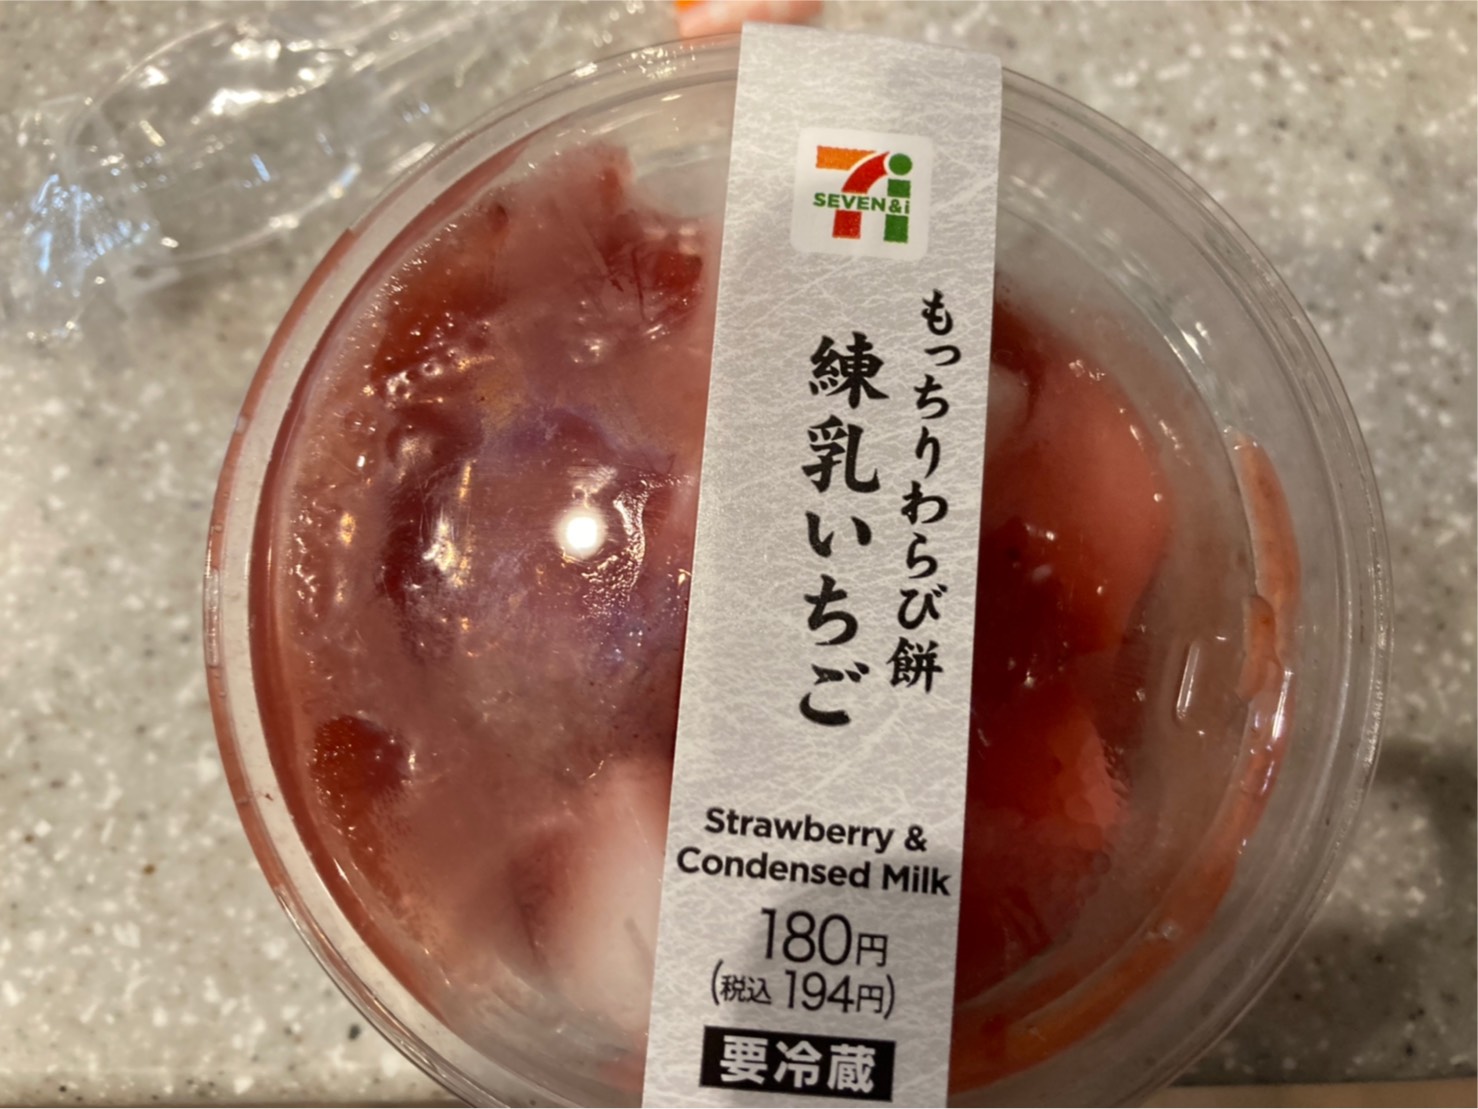 SEVEN&i
もっちりわらび餅
練乳いちご
Strawberry &
Condensed Milk
180円
(税込 194円)
要冷蔵